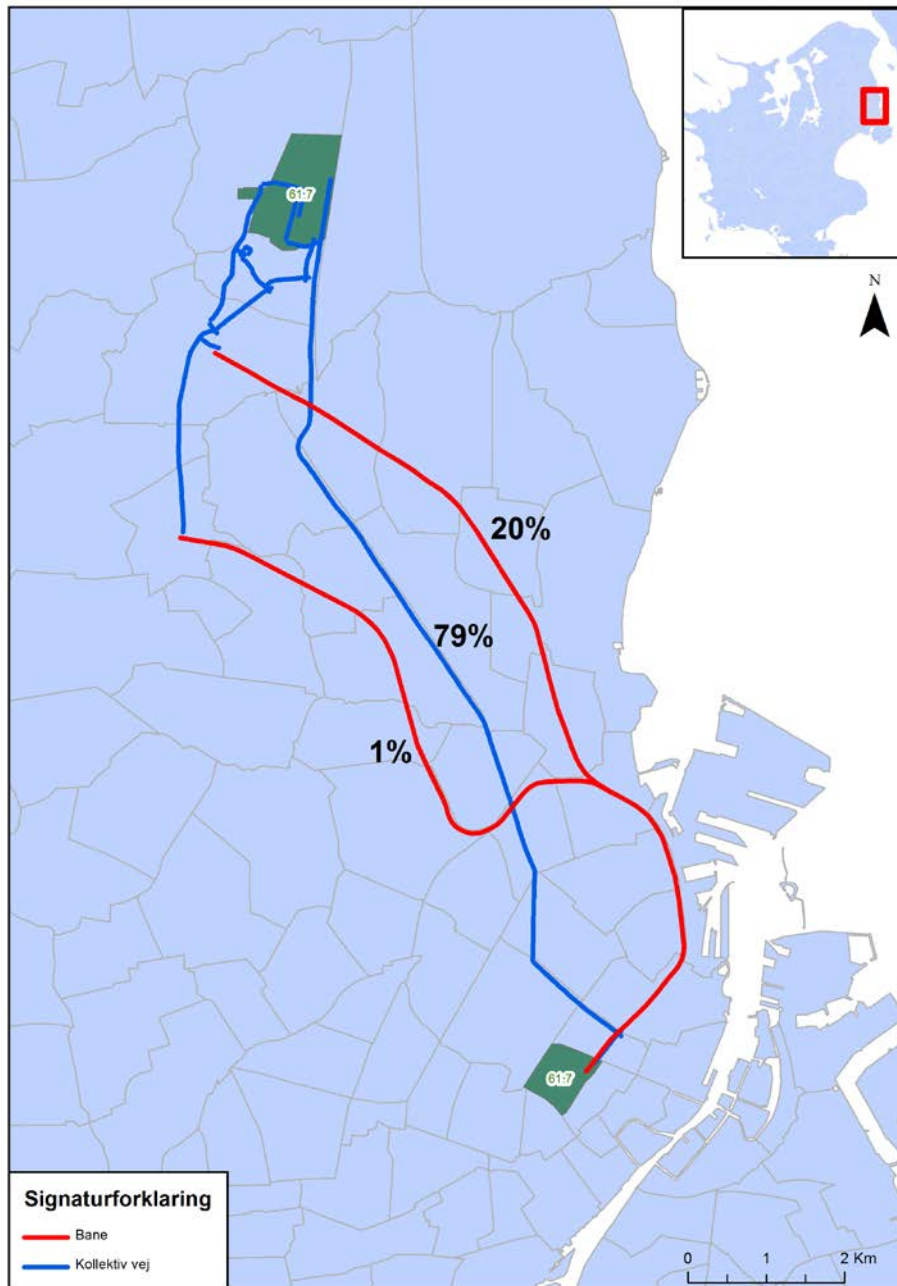 61:7
N
20%
79%
1%
61:7
Signaturforklaring
Bane
Kollektiv vej
0 1 2 Km